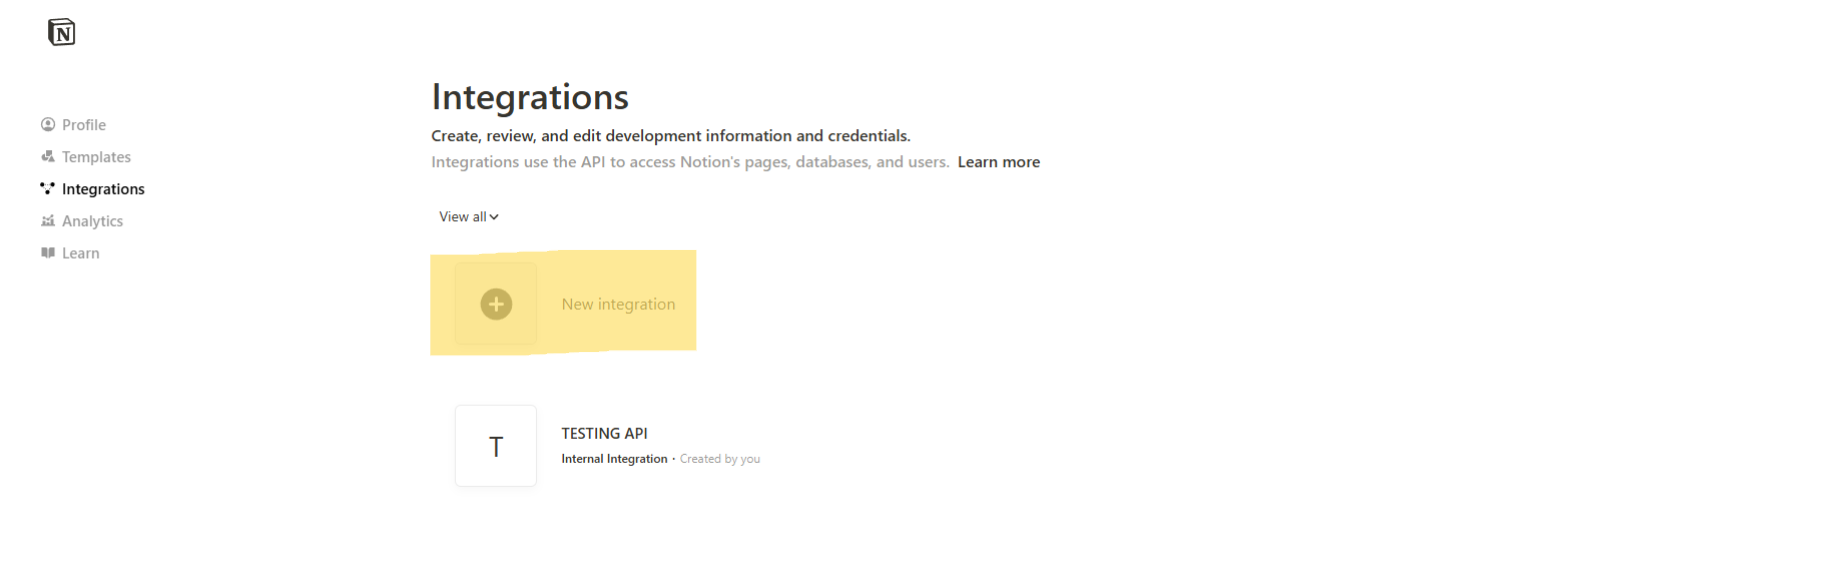 N
Profile
Templates
Integrations
Analytics
Learn
Integrations
Create, review, and edit development information and credentials.
Integrations use the API to access Notion's pages, databases, and users. Learn more
View all
New integration
T
TESTING API
Internal Integration · Created by you